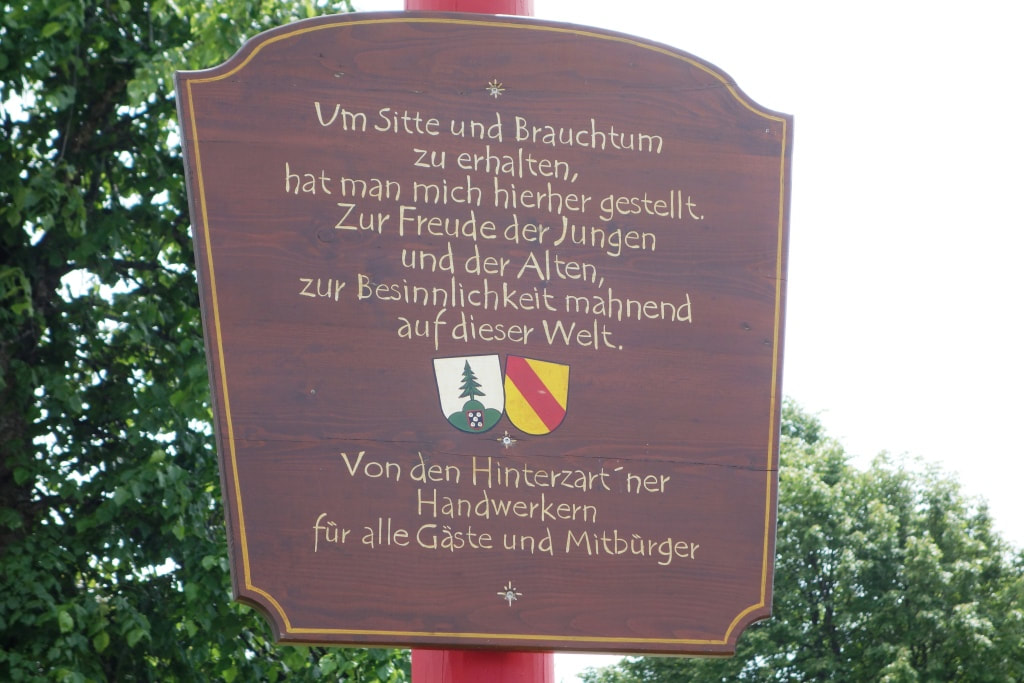 Um Sitte und Brauchtum
zu erhalten,
hat man mich hierher gestellt.
Zur Freude der Jungen
und der Alten,
zur Besinnlichkeit mahnend
auf dieser Welt.
Von den Hinterzart´ner
Handwerkern
für alle Gäste und Mitbürger